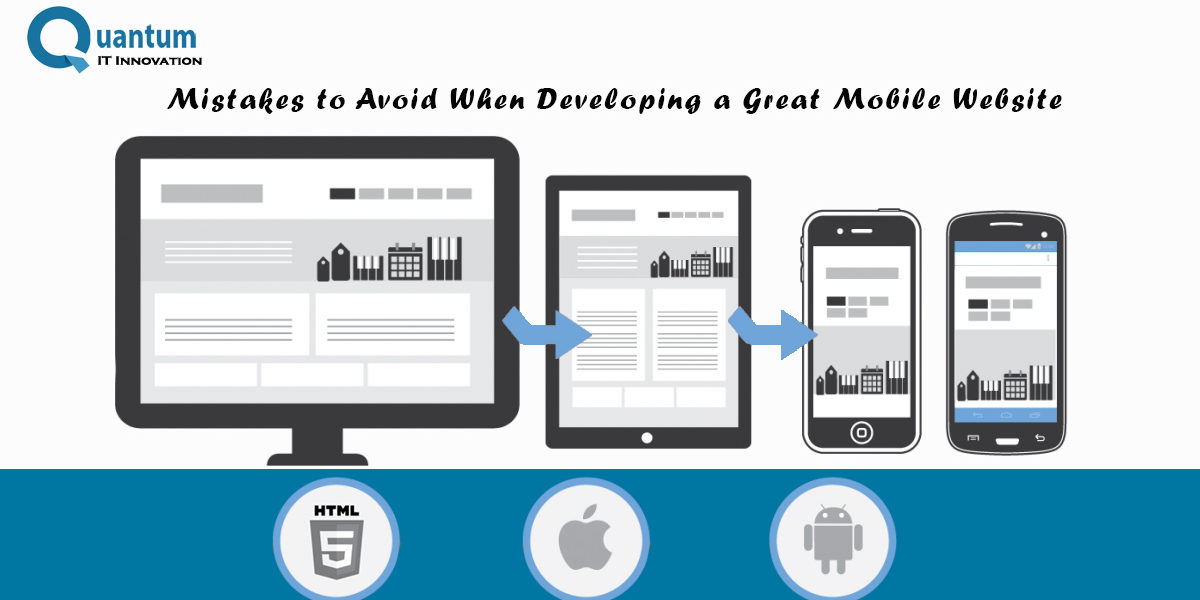 Quantum
IT Innovation
Mistakes to Avoid When Developing a Great Mobile Website
HTML
5